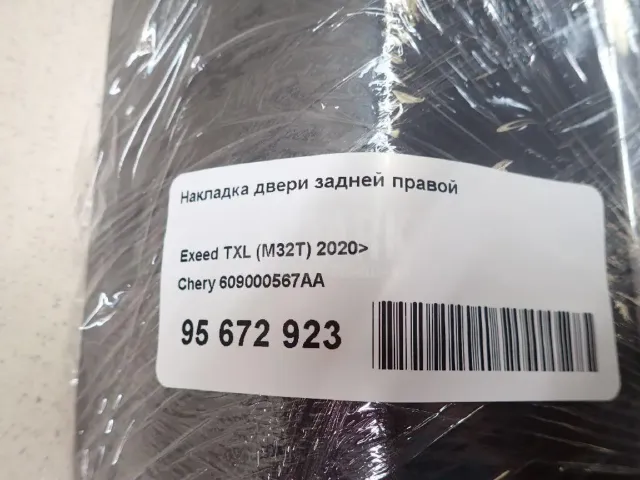 Накладка двери задней правой
Exeed TXL (M32T) 2020>
Chery 609000567AA
95 672 923